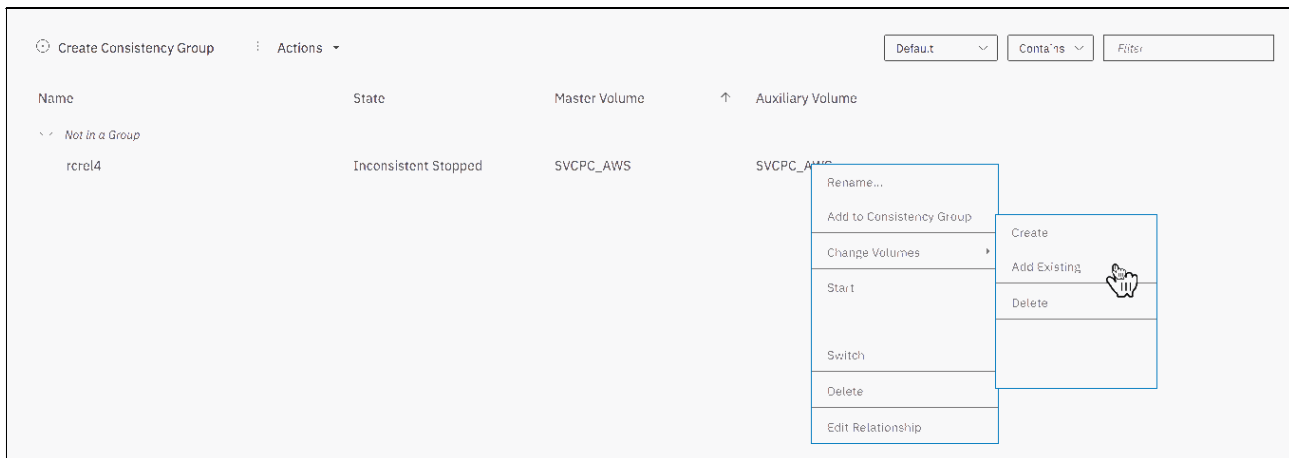 Create Consistency Group Actions Default Contains Filter
Name State Master Volume Auxiliary Volume
Not in a Group
rcrel4 Inconsistent Stopped SVCPC_AWS SVCPC_AWS
Rename...
Add to Consistency Group
Change Volumes
Create
Add Existing
Delete
Start
Switch
Delete
Edit Relationship